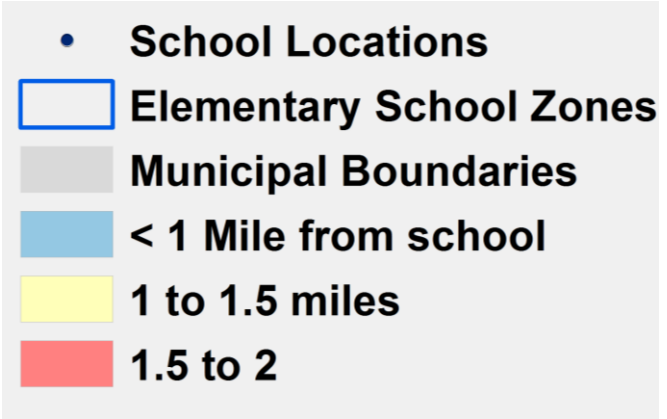 School Locations
Elementary School Zones
Municipal Boundaries
< 1 Mile from school
1 to 1.5 miles
1.5 to 2